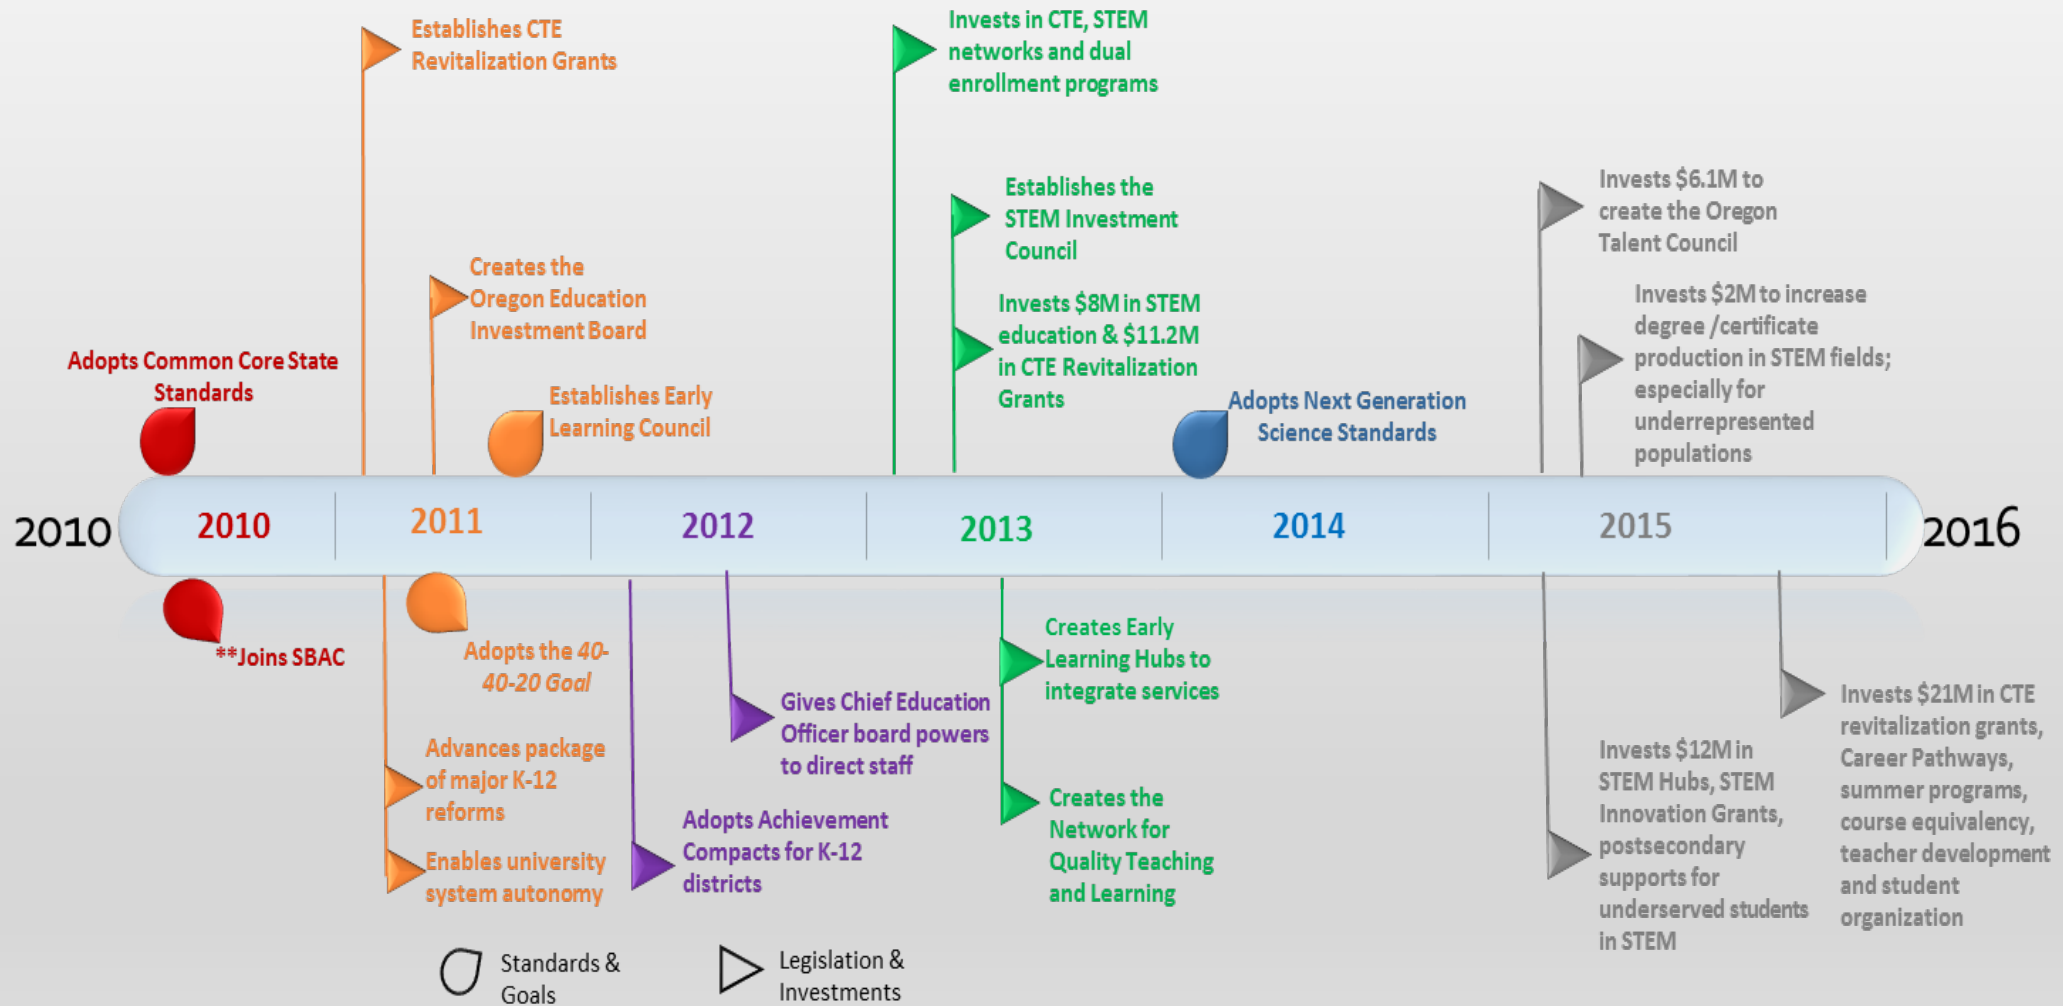 Establishes CTE
Revitalization Grants
Invests in CTE, STEM
networks and dual
enrollment programs
Establishes the
STEM Investment
Council
Invests $6.1M to
create the Oregon
Talent Council
Creates the
Oregon Education
Investment Board
Invests $8M in STEM
education & $11.2M
in CTE Revitalization
Grants
Invests $2M to increase
degree /certificate
production in STEM fields;
especially for
underrepresented
populations
Adopts Common Core State
Standards
Establishes Early
Learning Council
Adopts Next Generation
Science Standards
2010
2010
2011
2012
2013
2014
2015
2016
**Joins SBAC
Adopts the 40-
40-20 Goal
Advances package
of major K-12
reforms
Enables university
system autonomy
Gives Chief Education
Officer board powers
to direct staff
Adopts Achievement
Compacts for K-12
districts
Creates Early
Learning Hubs to
integrate services
Creates the
Network for
Quality Teaching
and Learning
Invests $12M in
STEM Hubs, STEM
Innovation Grants,
postsecondary
supports for
underserved students
in STEM
Invests $21M in CTE
revitalization grants,
Career Pathways,
summer programs,
course equivalency,
teacher development
and student
organization
Standards &
Goals
Legislation &
Investments